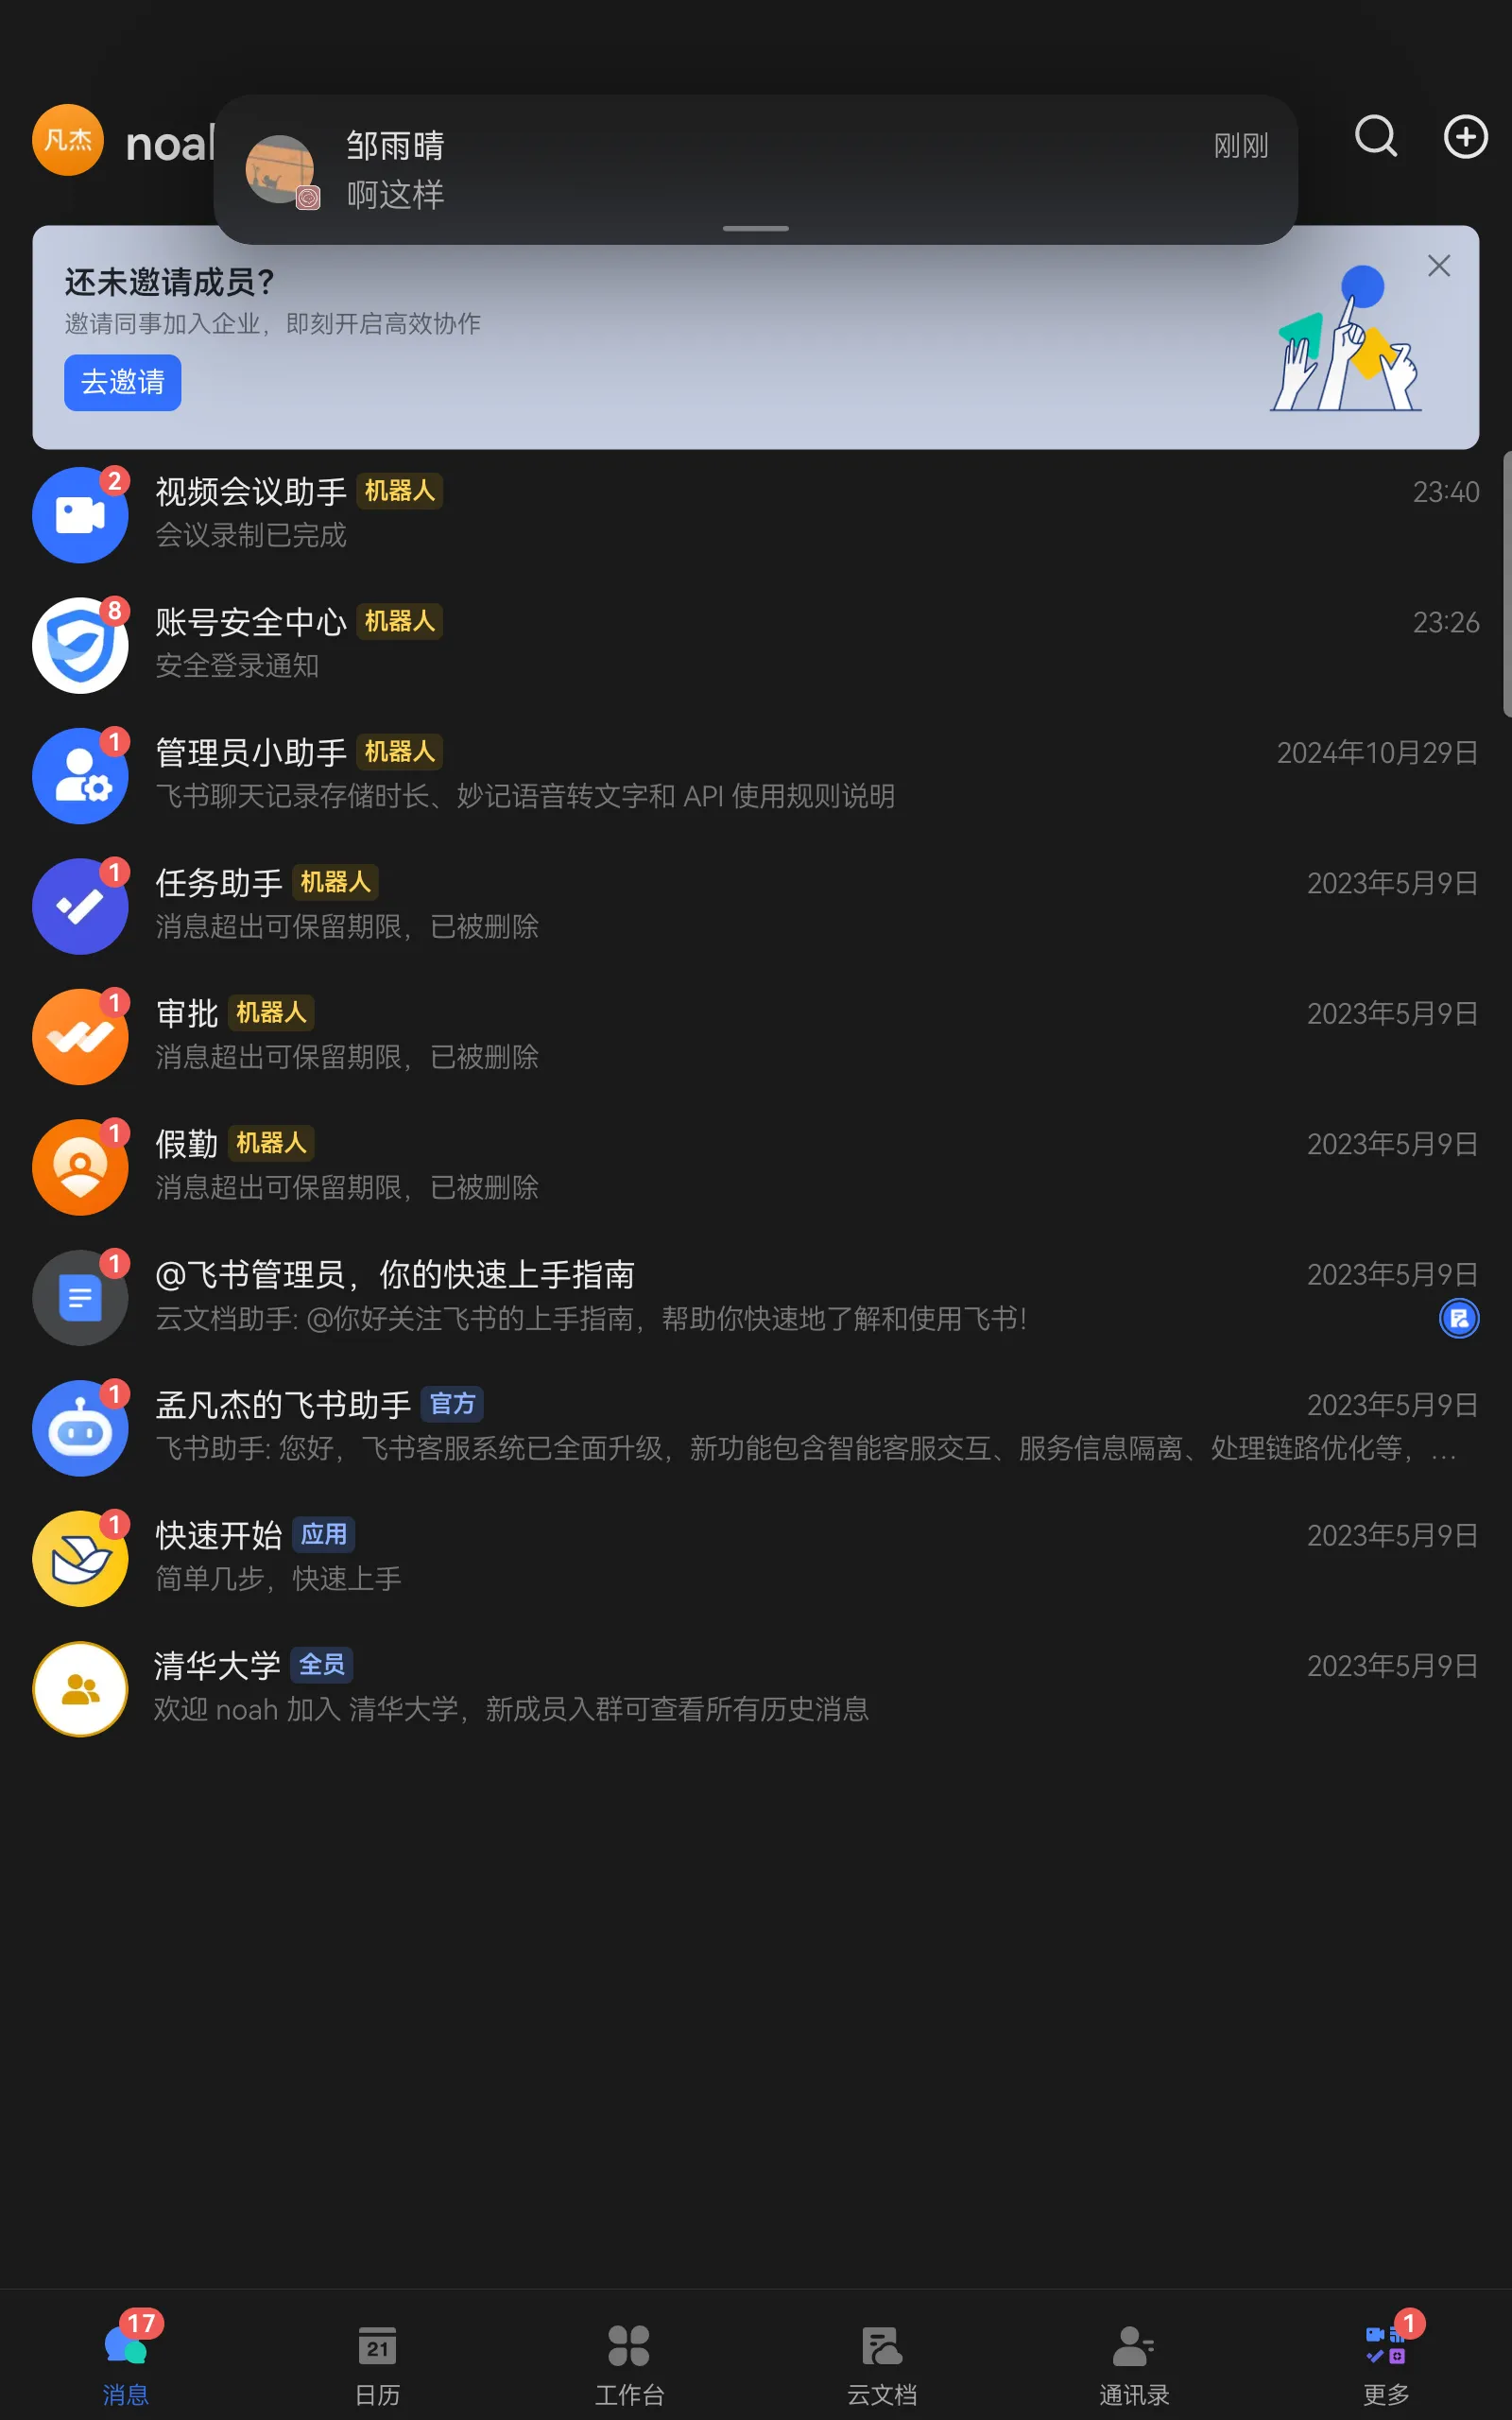 凡杰
noah
邹雨晴
刚刚
啊这样
还未邀请成员？
邀请同事加入企业，即刻开启高效协作
去邀请
2
视频会议助手 机器人
23:40
会议录制已完成
8
账号安全中心 机器人
23:26
安全登录通知
1
管理员小助手 机器人
2024年10月29日
飞书聊天记录存储时长、妙记语音转文字和 API 使用规则说明
1
任务助手 机器人
2023年5月9日
消息超出可保留期限，已被删除
1
审批 机器人
2023年5月9日
消息超出可保留期限，已被删除
1
假勤 机器人
2023年5月9日
消息超出可保留期限，已被删除
1
@飞书管理员，你的快速上手指南
2023年5月9日
云文档助手: @你好关注飞书的上手指南，帮助你快速地了解和使用飞书！
1
孟凡杰的飞书助手 官方
2023年5月9日
飞书助手: 您好，飞书客服系统已全面升级，新功能包含智能客服交互、服务信息隔离、处理链路优化等，...
1
快速开始 应用
2023年5月9日
简单几步，快速上手
清华大学 全员
2023年5月9日
欢迎 noah 加入 清华大学，新成员入群可查看所有历史消息
17
消息
21
日历
工作台
云文档
通讯录
1
更多